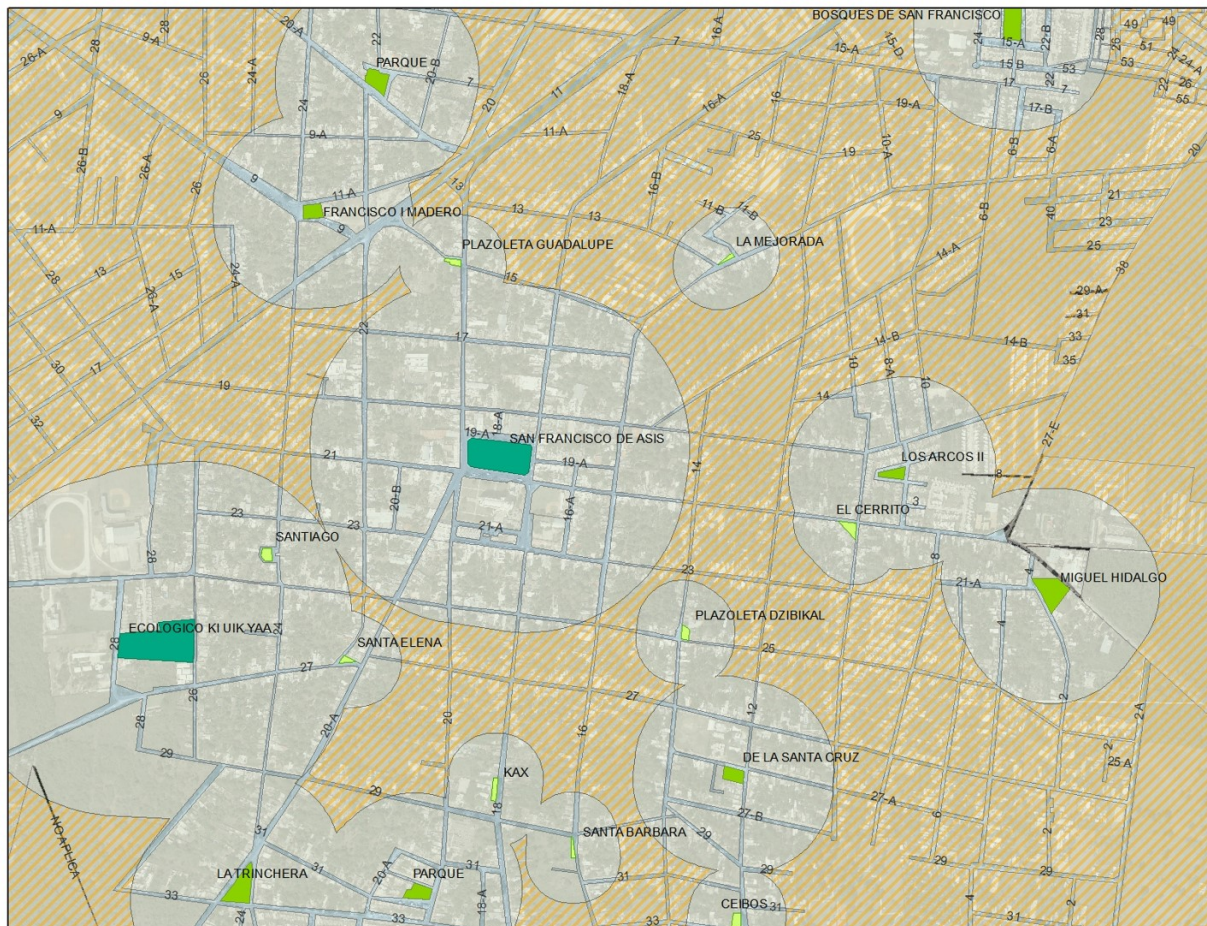 BOSQUES DE SAN FRANCISCO
20-A
28
22
16 A
24
22-B
28
49
49
9-A
7
15-A
15-D
15-A
26
51
24
26-A
28
26
24-A
PARQUE
20-B
7
20
11
18-A
16
15 B
53
53
24-A
17
22
7
22
26
55
9
24
16-A
19-A
17-B
26-B
26-A
9-A
11-A
25
10-A
6-B
6-A
19
20
9
26
13
16-B
11-A
21
FRANCISCO I MADERO
13
13
11-B
11-B
6-B
40
23
11-A
9
PLAZOLETA GUADALUPE
LA MEJORADA
25
13
28
15
24-A
15
14-A
38
26-A
29-A
31
22
17
14-B
14-B
33
30
17
10
8-A
35
19
10
32
14
18-A
19-A
SAN FRANCISCO DE ASIS
27-E
21
19-A
LOS ARCOS II
14
8
20-B
23
23
16-A
3
EL CERRITO
21-A
SANTIAGO
28
8
23
4
21-A
MIGUEL HIDALGO
PLAZOLETA DZIBIKAL
4
ECOLOGICO KI UIK YAA T
28
SANTA ELENA
25
27
26
27
2
28
20-A
20
16
12
2 A
29
2
DE LA SANTA CRUZ
25-A
KAX
29
18
27-A
NO APLICA
27-B
6
2
SANTA BARBARA
29
31
31
31
20-A
29
29
LA TRINCHERA
PARQUE
31
33
4
2
18-A
CEIBOS
24
33
33
31
31